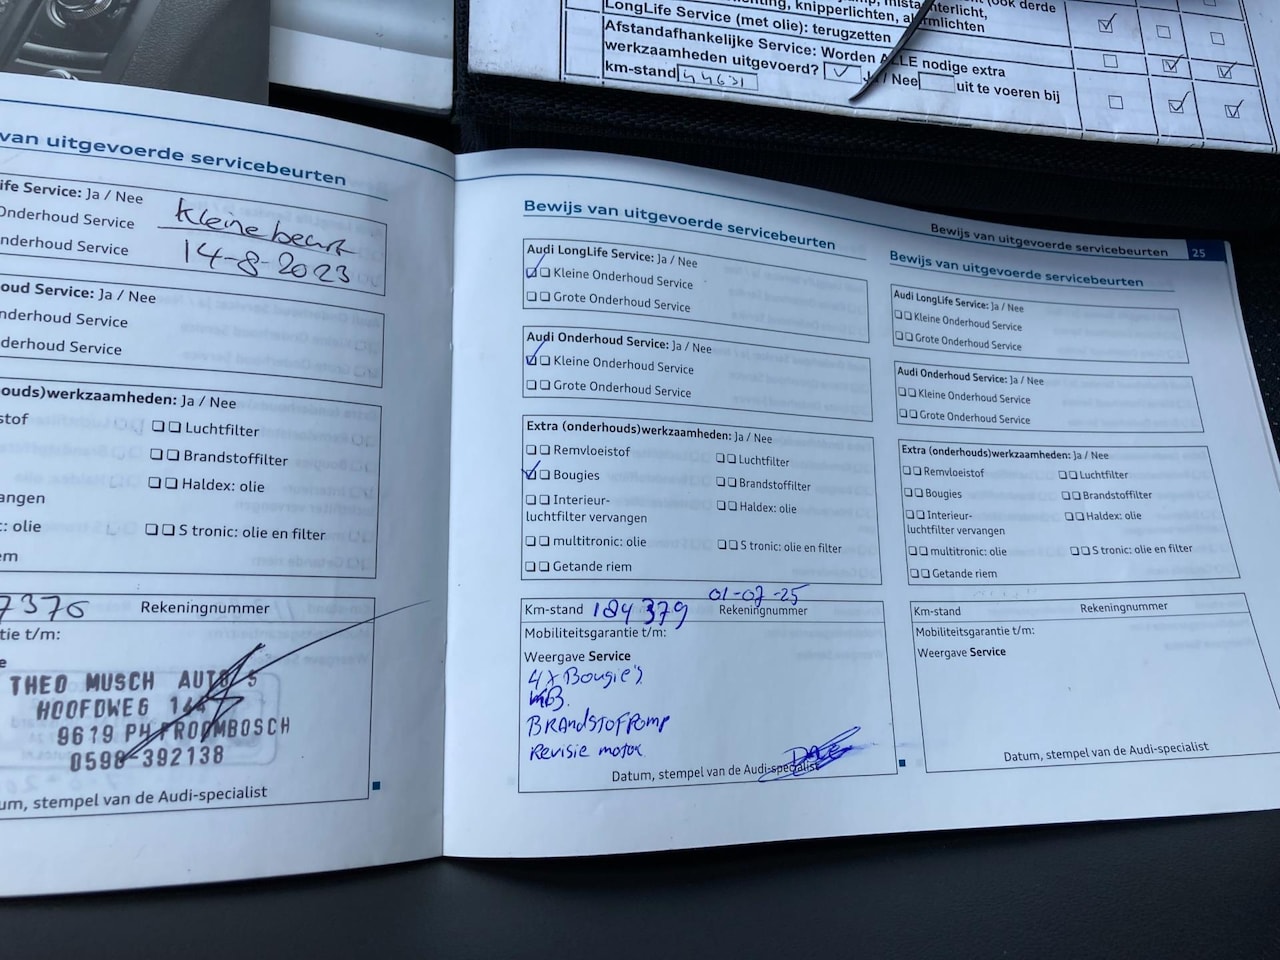 LongLife Service (met olie): terugzetten
Afstandafhankelijke Service: Worden ALLE nodige extra
werkzaamheden uitgevoerd? / Nee uit te voeren bij
km-stand 44631
van uitgevoerde servicebeurten
ife Service: Ja / Nee
Onderhoud Service
nderhoud Service
Kleine beurt
14-8-2023
oud Service: Ja / Nee
nderhoud Service
derhoud Service
ouds)werkzaamheden: Ja / Nee
stof Luchtfilter
Brandstoffilter
angen Haldex: olie
: olie S tronic: olie en filter
em
7376 Rekeningnummer
tie t/m:
e
THEO MUSCH AUTO'S
HOOFDWEG 144
9619 PH FROOMBOSCH
0598-392138
um, stempel van de Audi-specialist
Bewijs van uitgevoerde servicebeurten
Audi LongLife Service: Ja / Nee
Kleine Onderhoud Service
Grote Onderhoud Service
Audi Onderhoud Service: Ja / Nee
Kleine Onderhoud Service
Grote Onderhoud Service
Extra (onderhouds)werkzaamheden: Ja / Nee
Remvloeistof Luchtfilter
Bougies Brandstoffilter
Interieur- Haldex: olie
luchtfilter vervangen
multitronic: olie S tronic: olie en filter
Getande riem
01-07-25
Km-stand 184379 Rekeningnummer
Mobiliteitsgarantie t/m:
Weergave Service
4x Bougie's
BRANDSTOFPOMP
Revisie motor
Datum, stempel van de Audi-specialist
Bewijs van uitgevoerde servicebeurten 25
Bewijs van uitgevoerde servicebeurten
Audi LongLife Service: Ja / Nee
Kleine Onderhoud Service
Grote Onderhoud Service
Audi Onderhoud Service: Ja / Nee
Kleine Onderhoud Service
Grote Onderhoud Service
Extra (onderhouds)werkzaamheden: Ja / Nee
Remvloeistof Luchtfilter
Bougies Brandstoffilter
Interieur- Haldex: olie
luchtfilter vervangen
multitronic: olie S tronic: olie en filter
Getande riem
Km-stand Rekeningnummer
Mobiliteitsgarantie t/m:
Weergave Service
Datum, stempel van de Audi-specialist